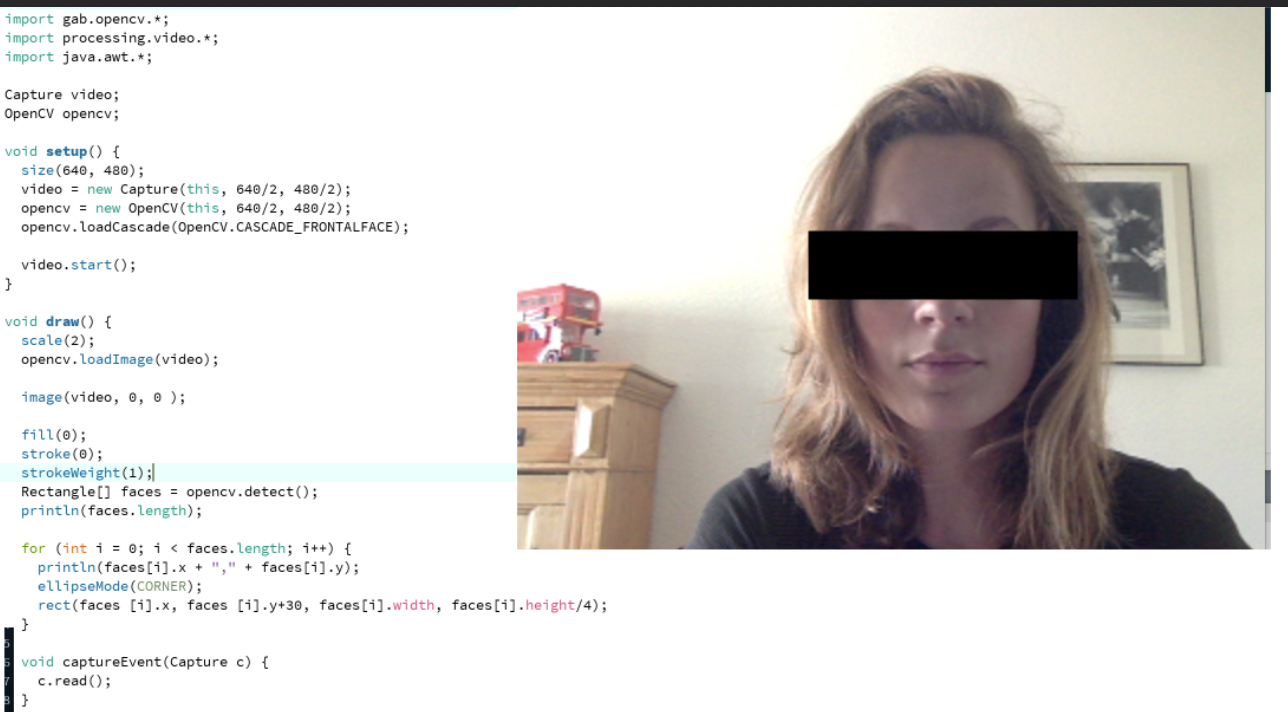 import gab.opencv.*;
import processing.video.*;
import java.awt.*;

Capture video;
OpenCV opencv;

void setup() {
  size(640, 480);
  video = new Capture(this, 640/2, 480/2);
  opencv = new OpenCV(this, 640/2, 480/2);
  opencv.loadCascade(OpenCV.CASCADE_FRONTALFACE);

  video.start();
}

void draw() {
  scale(2);
  opencv.loadImage(video);

  image(video, 0, 0 );

  fill(0);
  stroke(0);
  strokeWeight(1);
  Rectangle[] faces = opencv.detect();
  println(faces.length);

  for (int i = 0; i < faces.length; i++) {
    println(faces[i].x + "," + faces[i].y);
    ellipseMode(CORNER);
    rect(faces [i].x, faces [i].y+30, faces[i].width, faces[i].height/4);
  }
5
6 void captureEvent(Capture c) {
7   c.read();
8 }